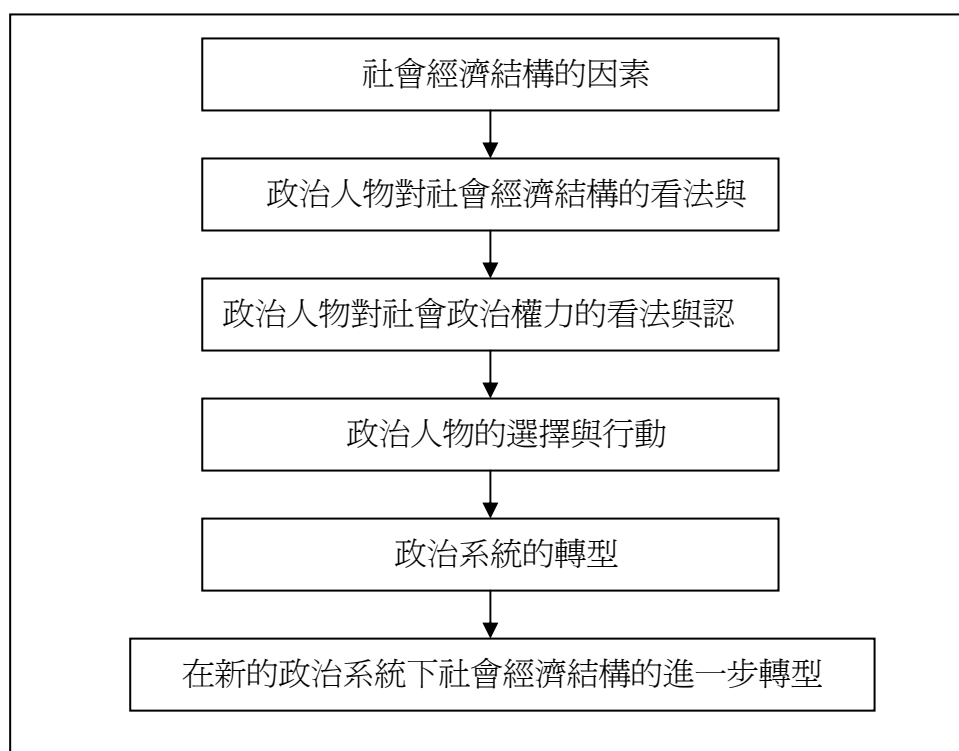 社會經濟結構的因素
政治人物對社會經濟結構的看法與
政治人物對社會政治權力的看法與認
政治人物的選擇與行動
政治系統的轉型
在新的政治系統下社會經濟結構的進一步轉型